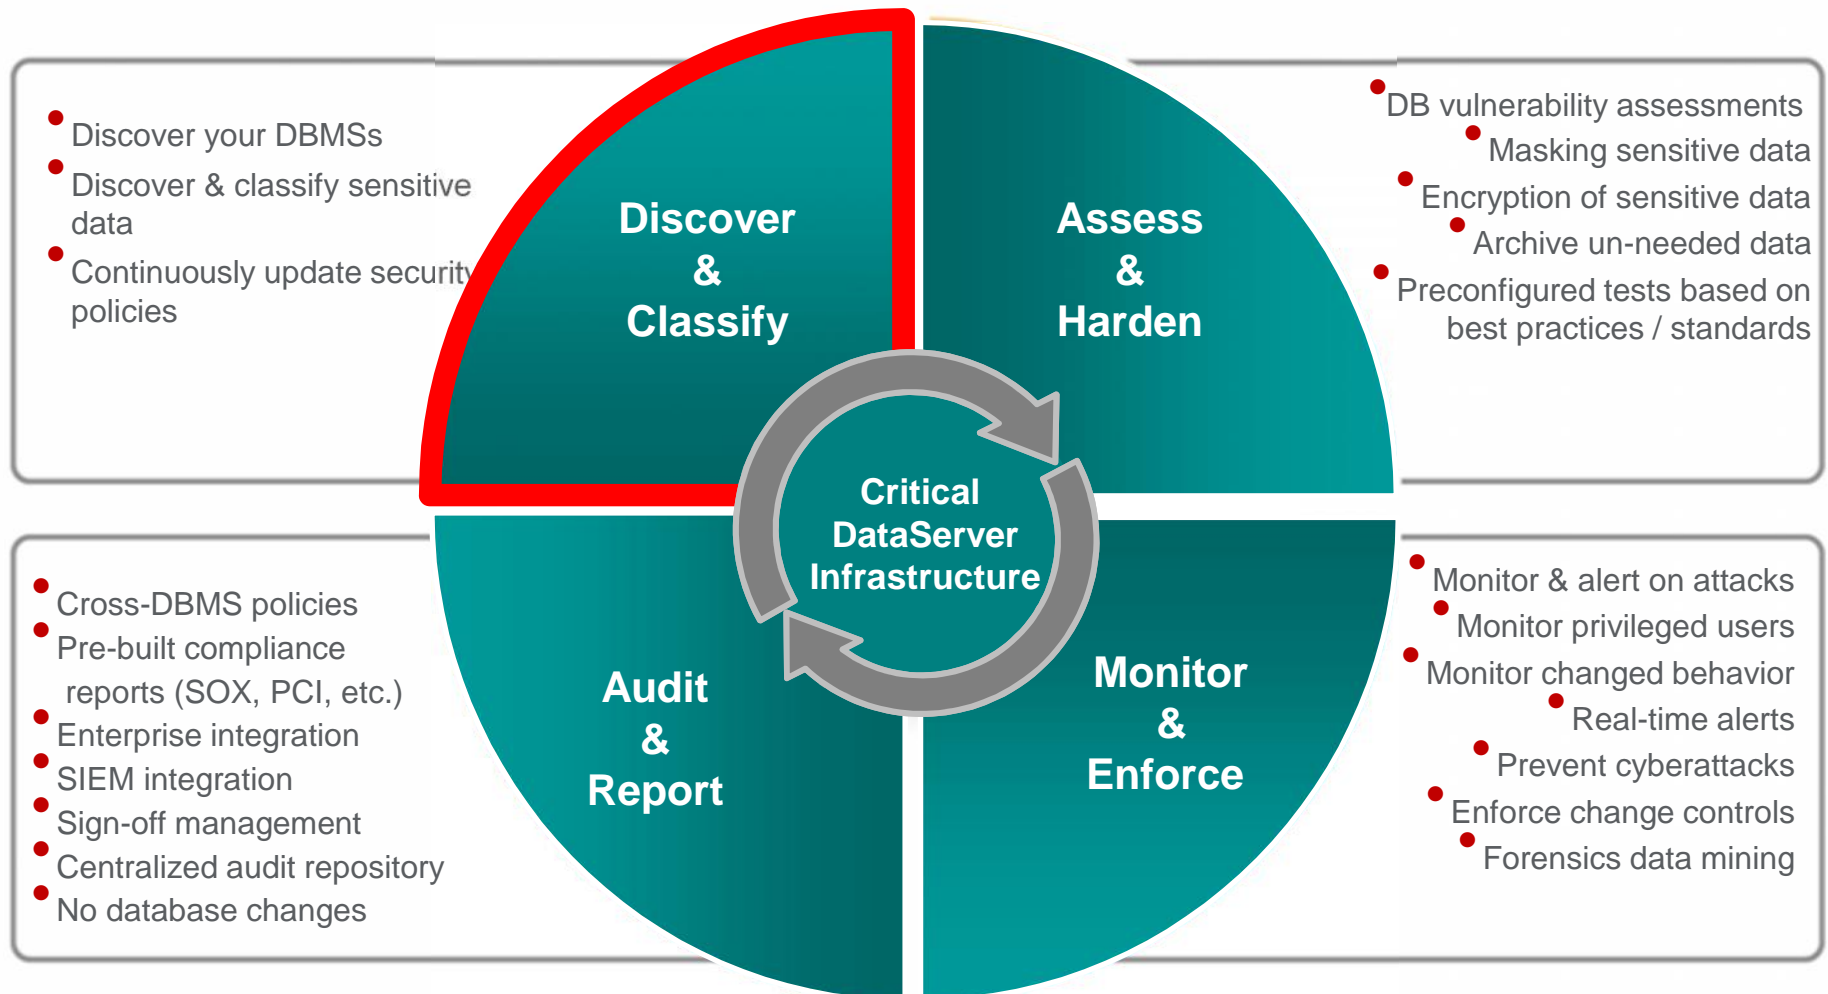 Discover your DBMSs
Discover & classify sensitive
data
Continuously update security
policies
Discover
&
Classify
Assess
&
Harden
DB vulnerability assessments
Masking sensitive data
Encryption of sensitive data
Archive un-needed data
Preconfigured tests based on
best practices / standards
Critical
DataServer
Infrastructure
Cross-DBMS policies
Pre-built compliance
reports (SOX, PCI, etc.)
Enterprise integration
SIEM integration
Sign-off management
Centralized audit repository
No database changes
Audit
&
Report
Monitor
&
Enforce
Monitor & alert on attacks
Monitor privileged users
Monitor changed behavior
Real-time alerts
Prevent cyberattacks
Enforce change controls
Forensics data mining